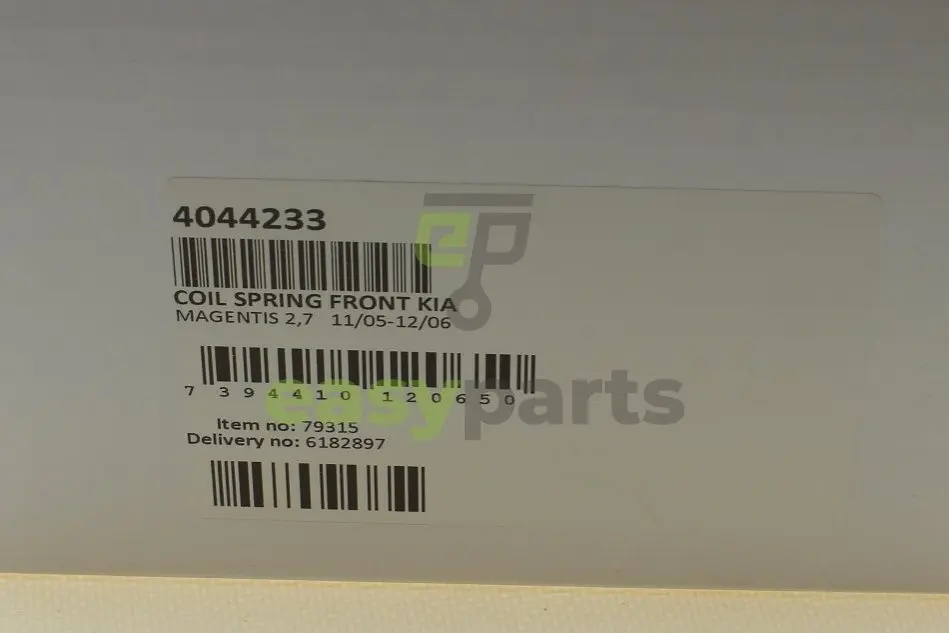 4044233
COIL SPRING FRONT KIA
MAGENTIS 2,7 11/05-12/06
7 394410 120650
Item no: 79315
Delivery no: 6182897
ep
easyparts